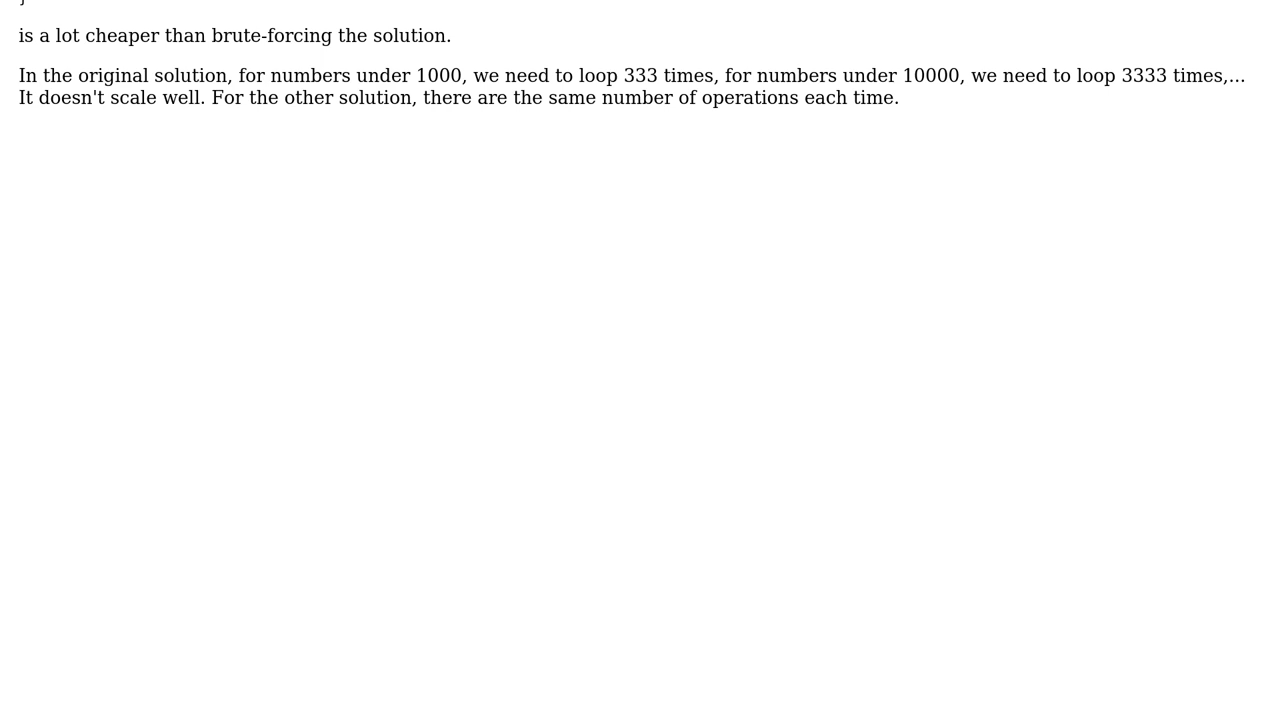 }
is a lot cheaper than brute-forcing the solution.
In the original solution, for numbers under 1000, we need to loop 333 times, for numbers under 10000, we need to loop 3333 times,...
It doesn't scale well. For the other solution, there are the same number of operations each time.